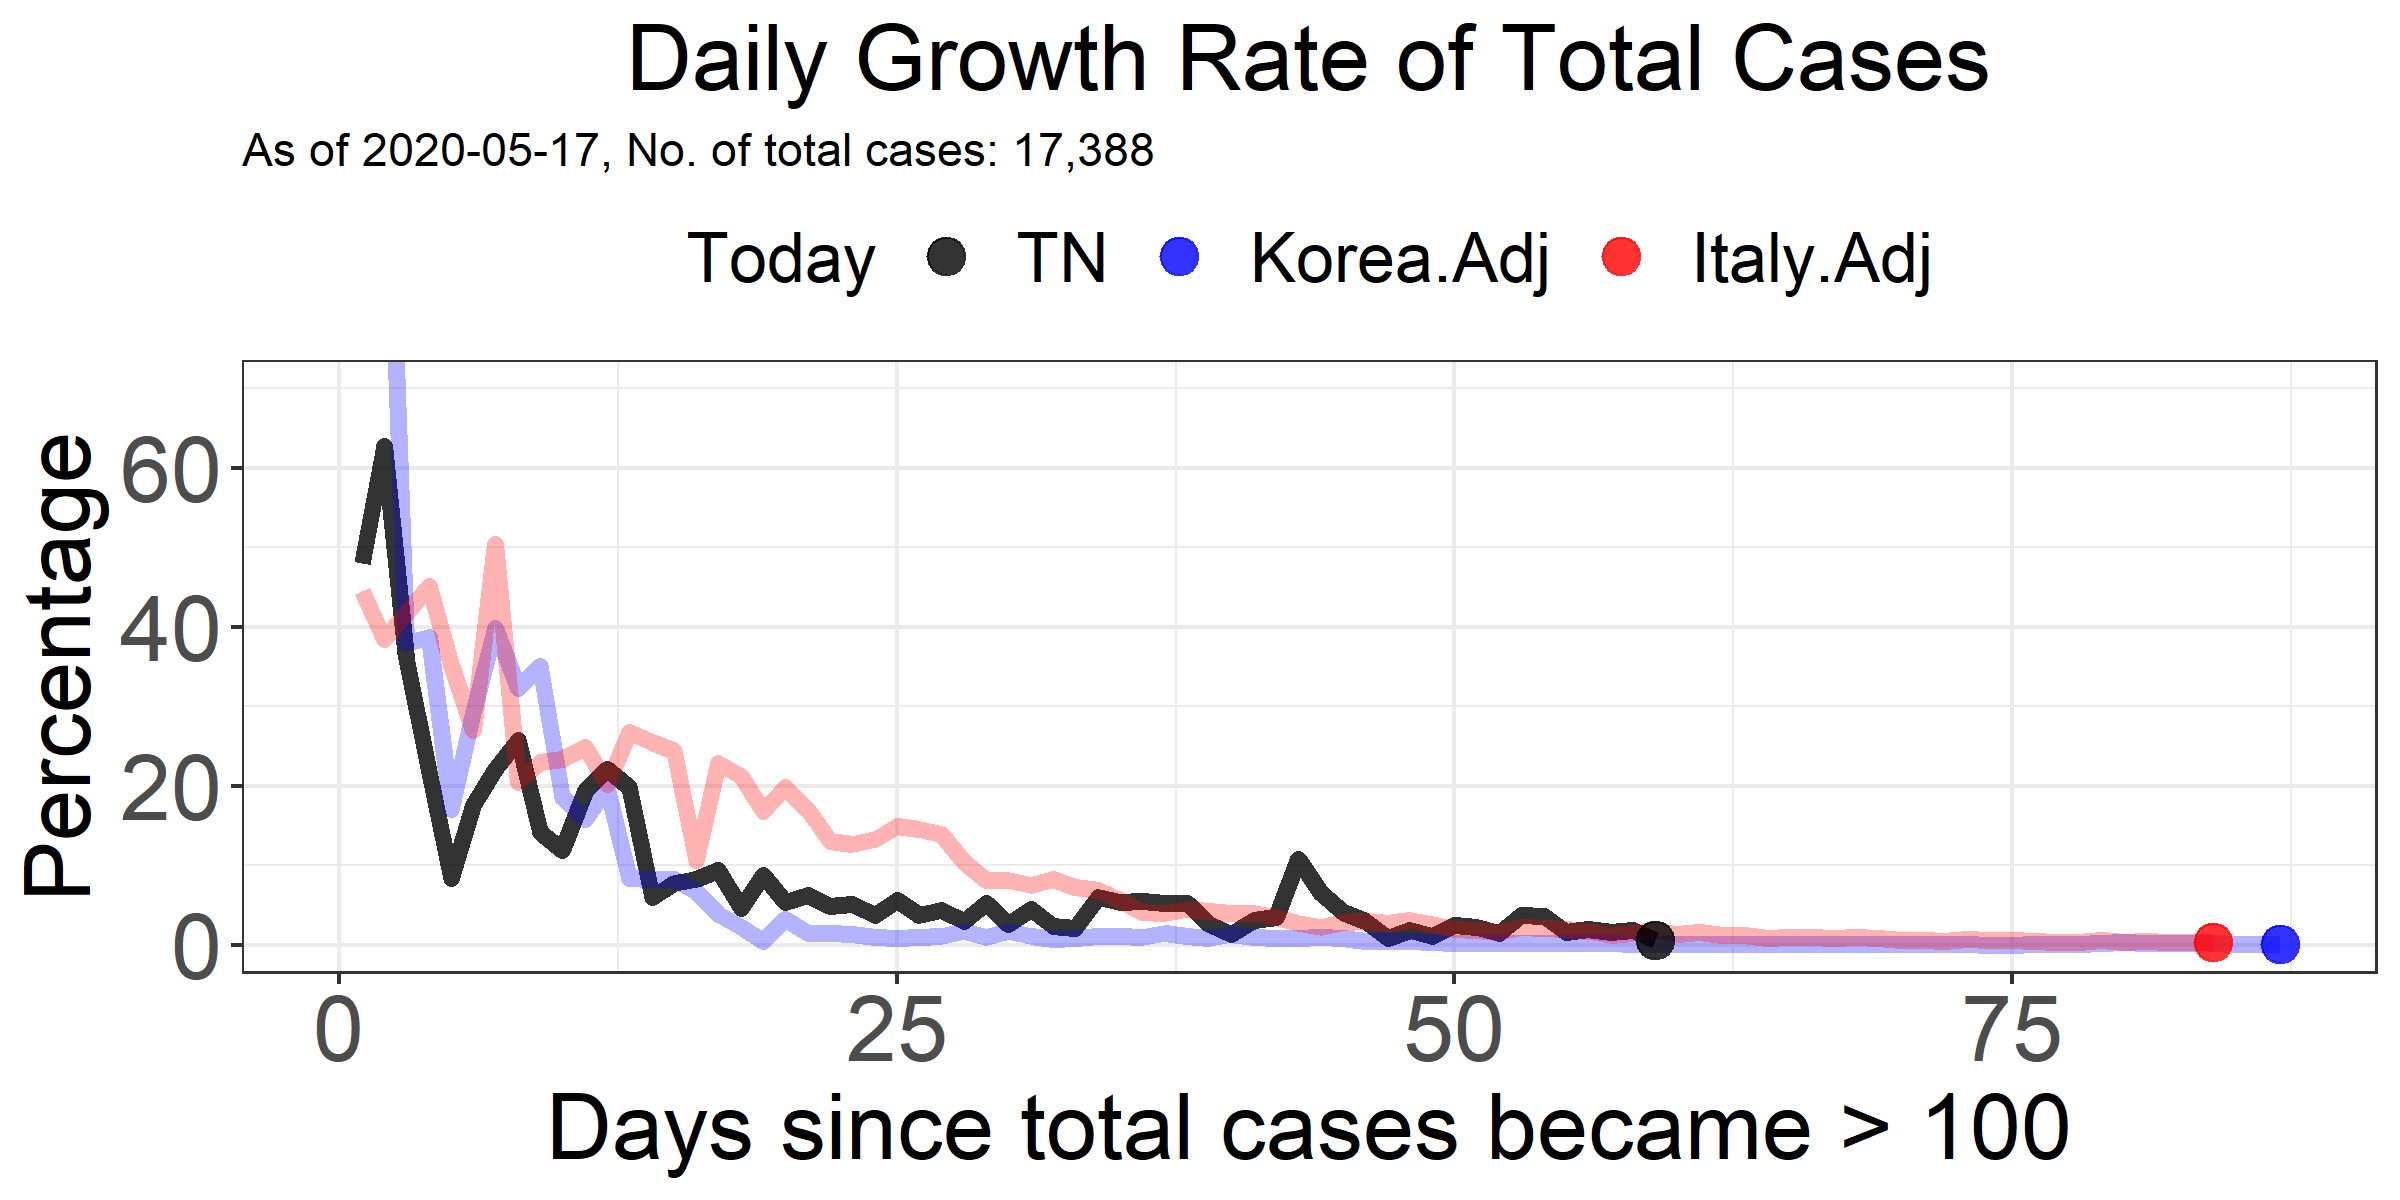 Daily Growth Rate of Total Cases
As of 2020-05-17, No. of total cases: 17,388
Today TN Korea.Adj Italy.Adj
Percentage
60
40
20
0
0 25 50 75
Days since total cases became > 100